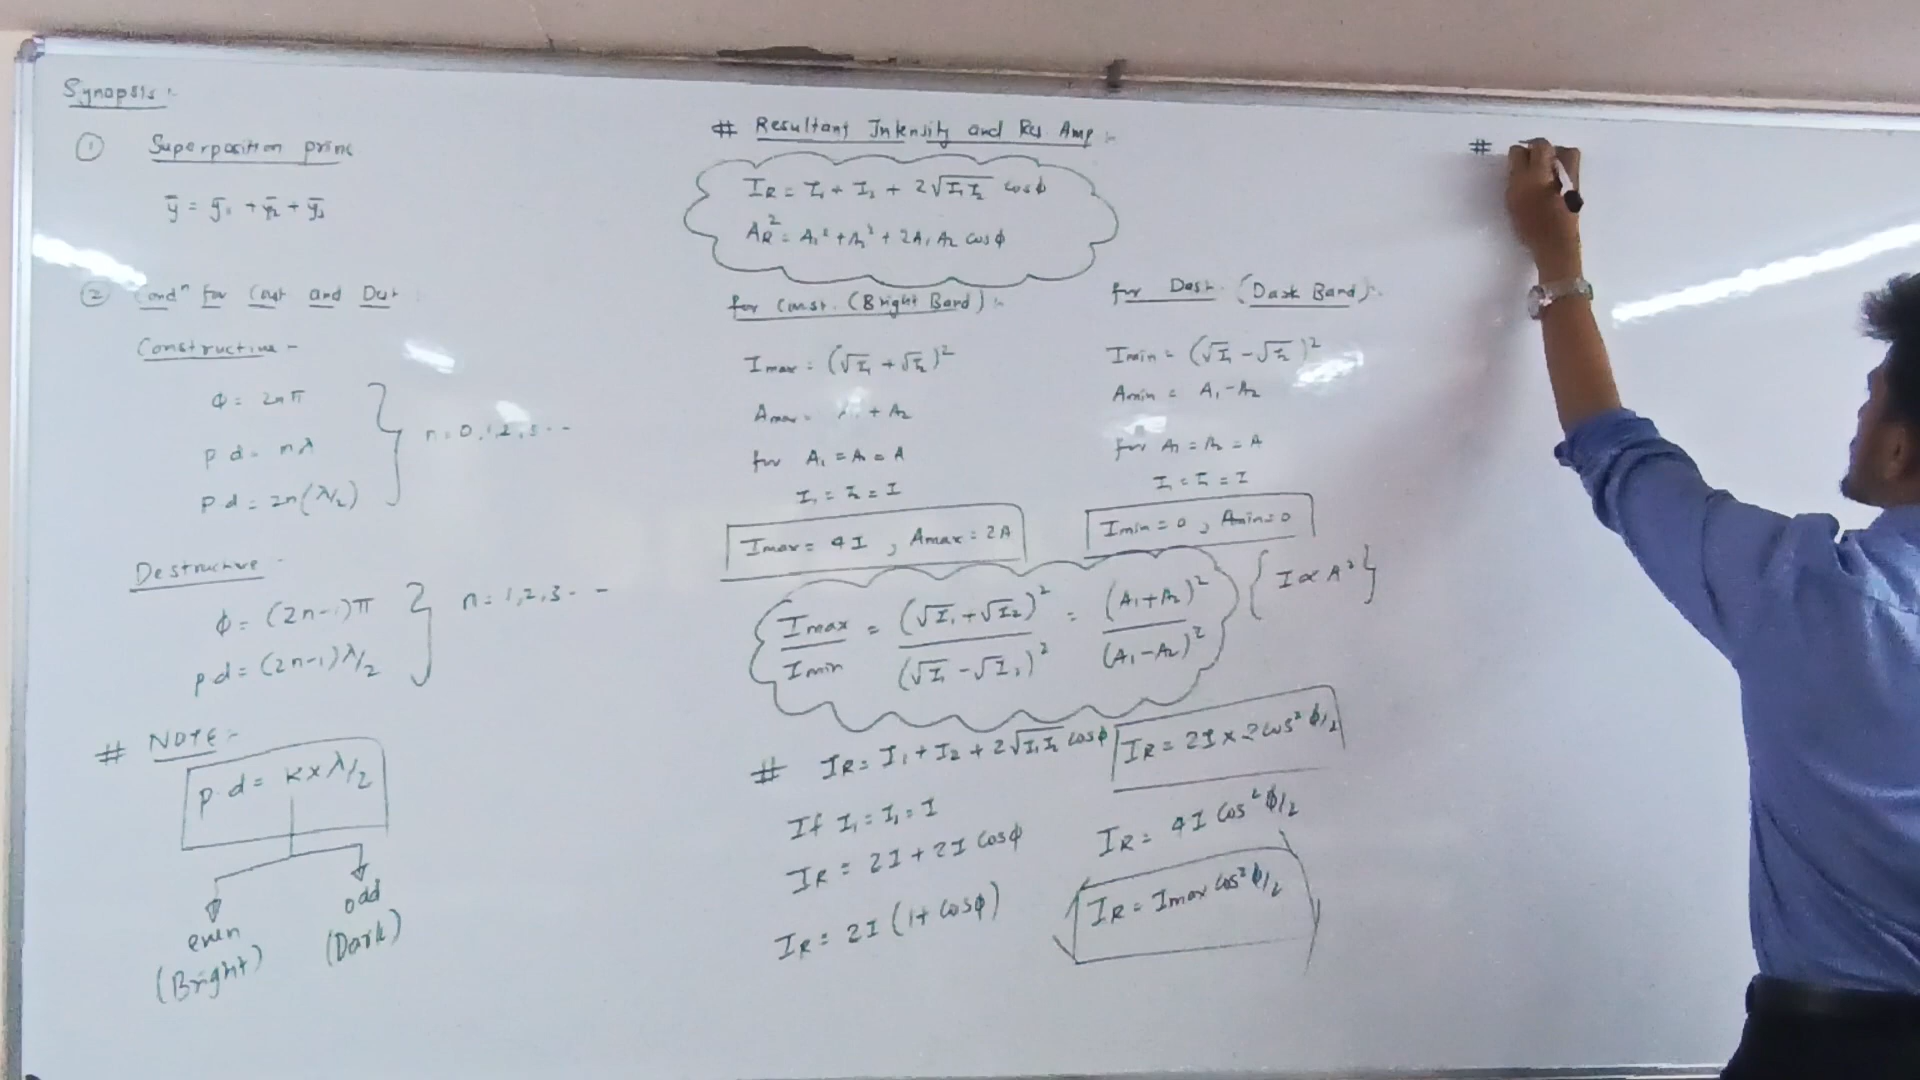 Synopsis :-
① Superposition princ
y̅ = y̅₁ + y̅₂ + y̅₃
② Condⁿ for Const and Dest
Constructive -
ϕ = 2nπ
p d = nλ
p.d = 2n(λ/2)
n = 0, 1, 2, 3 - -
Destructive -
ϕ = (2n-1)π
p d = (2n-1) λ/2
n = 1, 2, 3 - - -
# NOTE :-
p.d = K x λ/2
even
(Bright)
odd
(Dark)
# Resultant Intensity and Res. Amp :-
I_R = I₁ + I₂ + 2√I₁I₂ cosϕ
A_R² = A₁² + A₂² + 2A₁A₂ cosϕ
for const. (Bright Band) :-
Imax = (√I₁ + √I₂)²
Amax = A₁ + A₂
for A₁ = A₂ = A
I₁ = I₂ = I
Imax = 4I , Amax = 2A
for Dest. (Dark Band) :-
Imin = (√I₁ - √I₂)²
Amin = A₁ - A₂
for A₁ = A₂ = A
I₁ = I₂ = I
Imin = 0 , Amin = 0
Imax/Imin = (√I₁ + √I₂)²/(√I₁ - √I₂)² = (A₁+A₂)²/(A₁-A₂)²
{ I ∝ A² }
# I_R = I₁ + I₂ + 2√I₁I₂ cosϕ
If I₁ = I₂ = I
I_R = 2I + 2I cosϕ
I_R = 2I (1+ cosϕ)
I_R = 2I x 2cos² ϕ/2
I_R = 4I cos² ϕ/2
I_R = Imax cos² ϕ/2
#